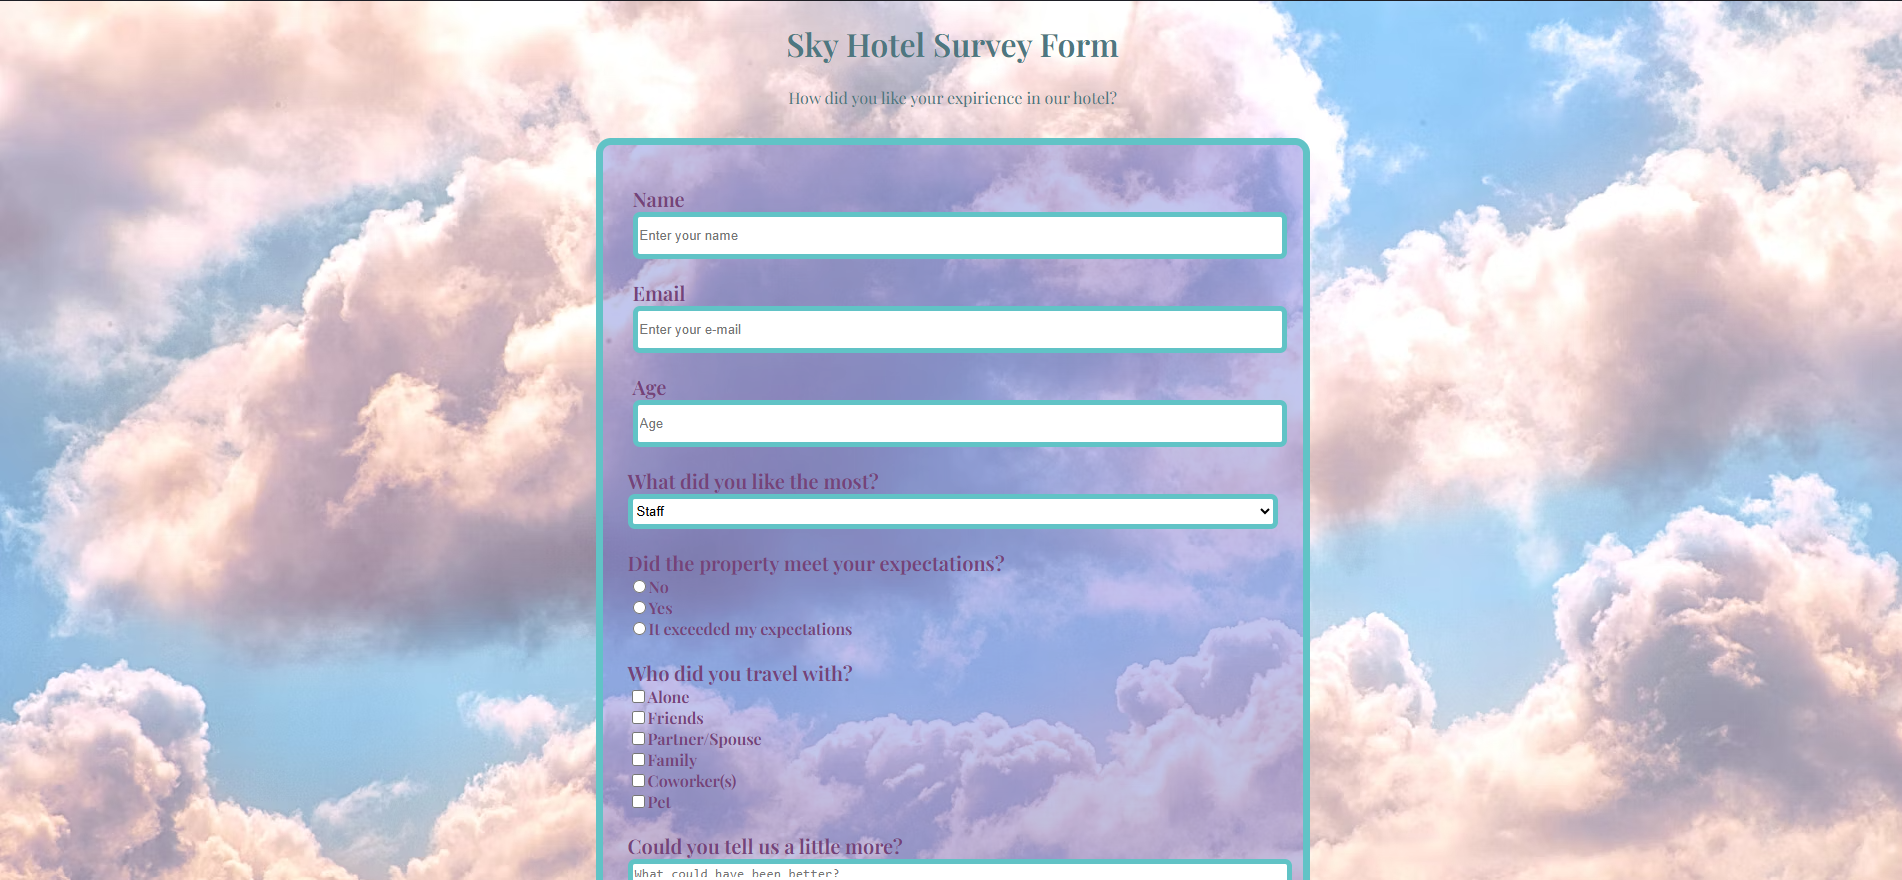 Sky Hotel Survey Form
How did you like your expirience in our hotel?
Name
Enter your name
Email
Enter your e-mail
Age
Age
What did you like the most?
Staff
Did the property meet your expectations?
No
Yes
It exceeded my expectations
Who did you travel with?
Alone
Friends
Partner/Spouse
Family
Coworker(s)
Pet
Could you tell us a little more?
What could have been better?